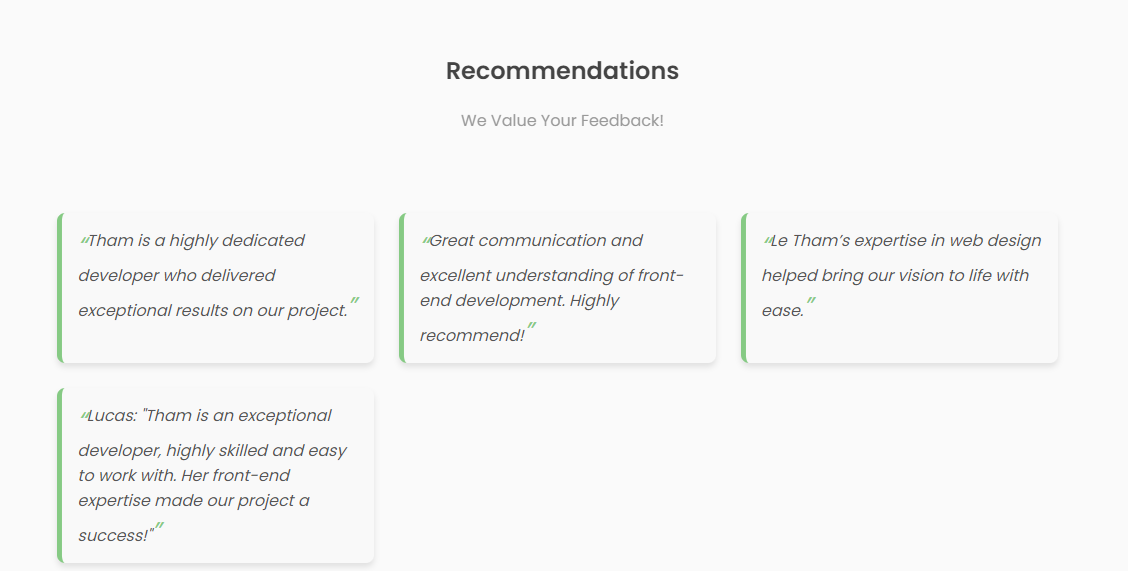 Recommendations
We Value Your Feedback!
“Tham is a highly dedicated
developer who delivered
exceptional results on our project.”
“Great communication and
excellent understanding of front-
end development. Highly
recommend!”
“Le Tham’s expertise in web design
helped bring our vision to life with
ease.”
“Lucas: "Tham is an exceptional
developer, highly skilled and easy
to work with. Her front-end
expertise made our project a
success!"”